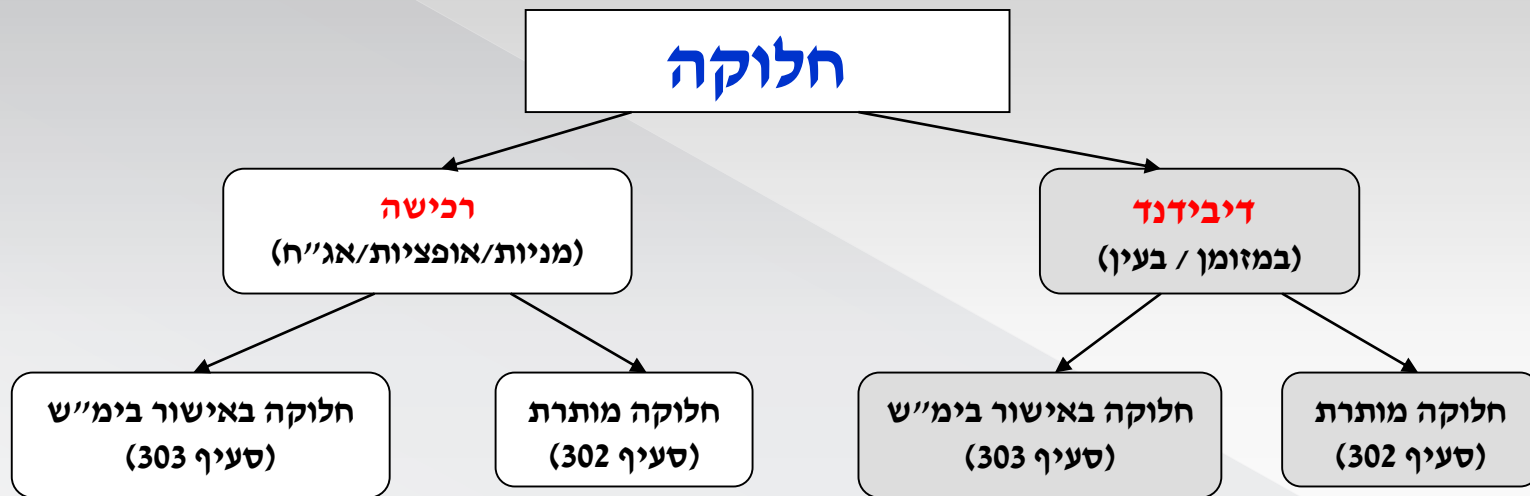 חלוקה
דיבידנד
(במזומן / בעין)
רכישה
(מניות/אופציות/אג״ח)
חלוקה מותרת
(סעיף 302)
חלוקה באישור בימ״ש
(סעיף 303)
חלוקה מותרת
(סעיף 302)
חלוקה באישור בימ״ש
(סעיף 303)